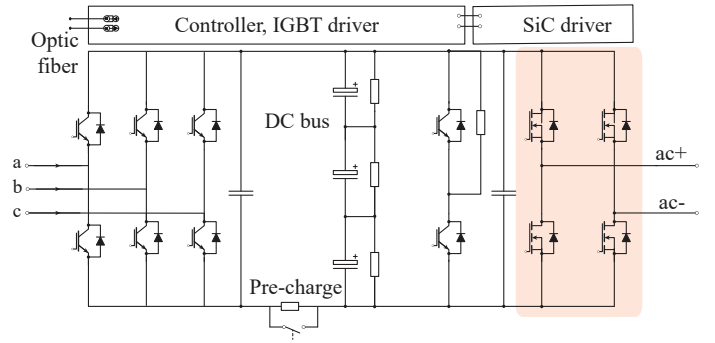 Controller, IGBT driver
SiC driver
Optic
fiber
DC bus
a
b
c
ac+
ac-
Pre-charge
+
+
+